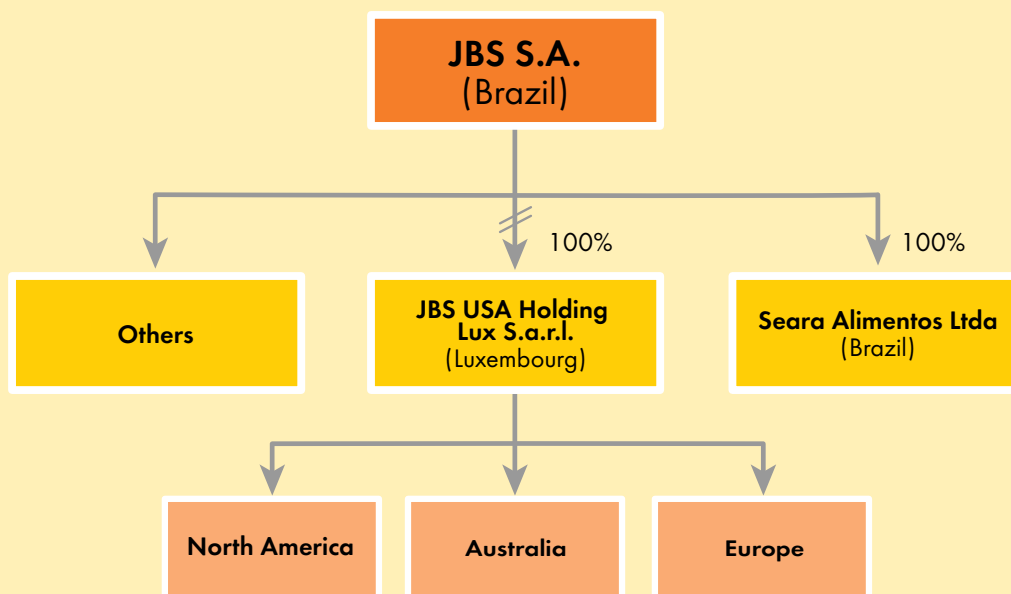 JBS S.A.
(Brazil)
100%
100%
Others
JBS USA Holding
Lux S.a.r.l.
(Luxembourg)
Seara Alimentos Ltda
(Brazil)
North America
Australia
Europe